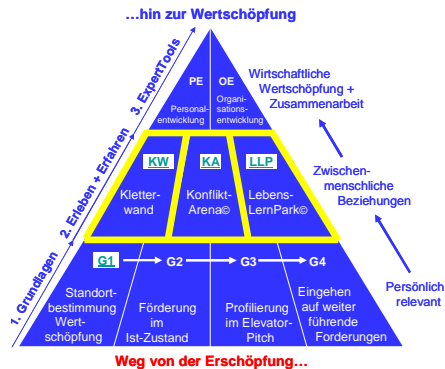 …hin zur Wertschöpfung
3. ExpertTools
PE
OE
Personal-
entwicklung
Organi-
sations-
entwicklung
Wirtschaftliche
Wertschöpfung +
Zusammenarbeit
2. Erleben + Erfahren
KW
KA
LLP
Kletter-
wand
Konflikt-
Arena©
Lebens-
LernPark©
Zwischen-
menschliche
Beziehungen
1. Grundlagen
G1
G2
G3
G4
Standort-
bestimmung
Wert-
schöpfung
Förderung
im
Ist-Zustand
Profilierung
im Elevator-
Pitch
Eingehen
auf weiter
führende
Forderungen
Persönlich
relevant
Weg von der Erschöpfung…